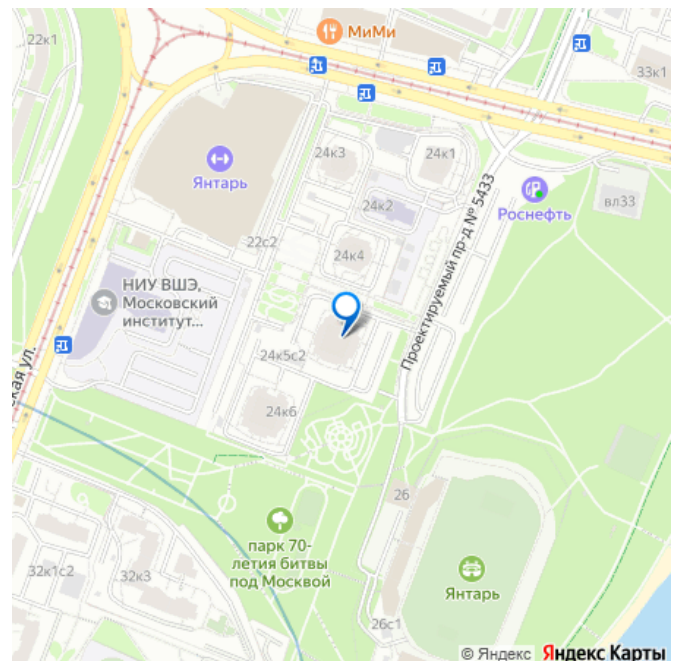 22к1
МиМи
33к1
24к3
24к1
Янтарь
24к2
Проектируемый пр-д № 5433
Роснефть
вл33
22с2
24к4
НИУ ВШЭ,
Московский
институт...
ская ул.
24к5с2
24к6
26
парк 70-
летия битвы
под Москвой
Янтарь
32к1с2
32к3
26с1
© Яндекс Яндекс Карты